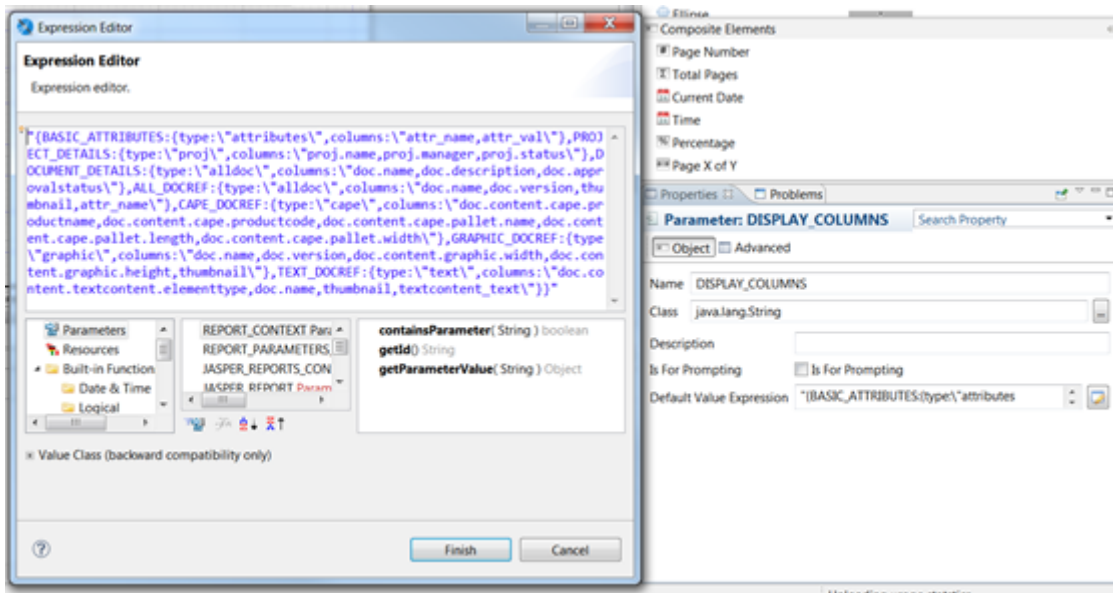 Expression Editor
Expression Editor
Expression editor.
"{BASIC_ATTRIBUTES:{type:\"attributes\",columns:\"attr_name,attr_val\"},PROJ
ECT_DETAILS:{type:\"proj\",columns:\"proj.name,proj.manager,proj.status\"},D
OCUMENT_DETAILS:{type:\"alldoc\",columns:\"doc.name,doc.description,doc.appr
ovalstatus\"},ALL_DOCREF:{type:\"alldoc\",columns:\"doc.name,doc.version,thu
mbnail,attr_name\"},CAPE_DOCREF:{type:\"cape\",columns:\"doc.content.cape.pr
oductname,doc.content.cape.productcode,doc.content.cape.pallet.name,doc.cont
ent.cape.pallet.length,doc.content.cape.pallet.width\"},GRAPHIC_DOCREF:{type
\"graphic\",columns:\"doc.name,doc.version,doc.content.graphic.width,doc.con
tent.graphic.height,thumbnail\"},TEXT_DOCREF:{type:\"text\",columns:\"doc.co
ntent.textcontent.elementtype,doc.name,thumbnail,textcontent_text\"}}"
Parameters
Resources
Built-in Function
Date & Time
Logical
REPORT_CONTEXT Para
REPORT_PARAMETERS
JASPER_REPORTS_CON
JASPER_REPORT Param
containsParameter( String ) boolean
getId() String
getParameterValue( String ) Object
Value Class (backward compatibility only)
Finish
Cancel
Ellipse
Composite Elements
Page Number
Total Pages
Current Date
Time
Percentage
Page X of Y
Properties
Problems
Parameter: DISPLAY_COLUMNS
Search Property
Object
Advanced
Name DISPLAY_COLUMNS
Class java.lang.String
Description
Is For Prompting Is For Prompting
Default Value Expression "{BASIC_ATTRIBUTES:{type:\"attributes